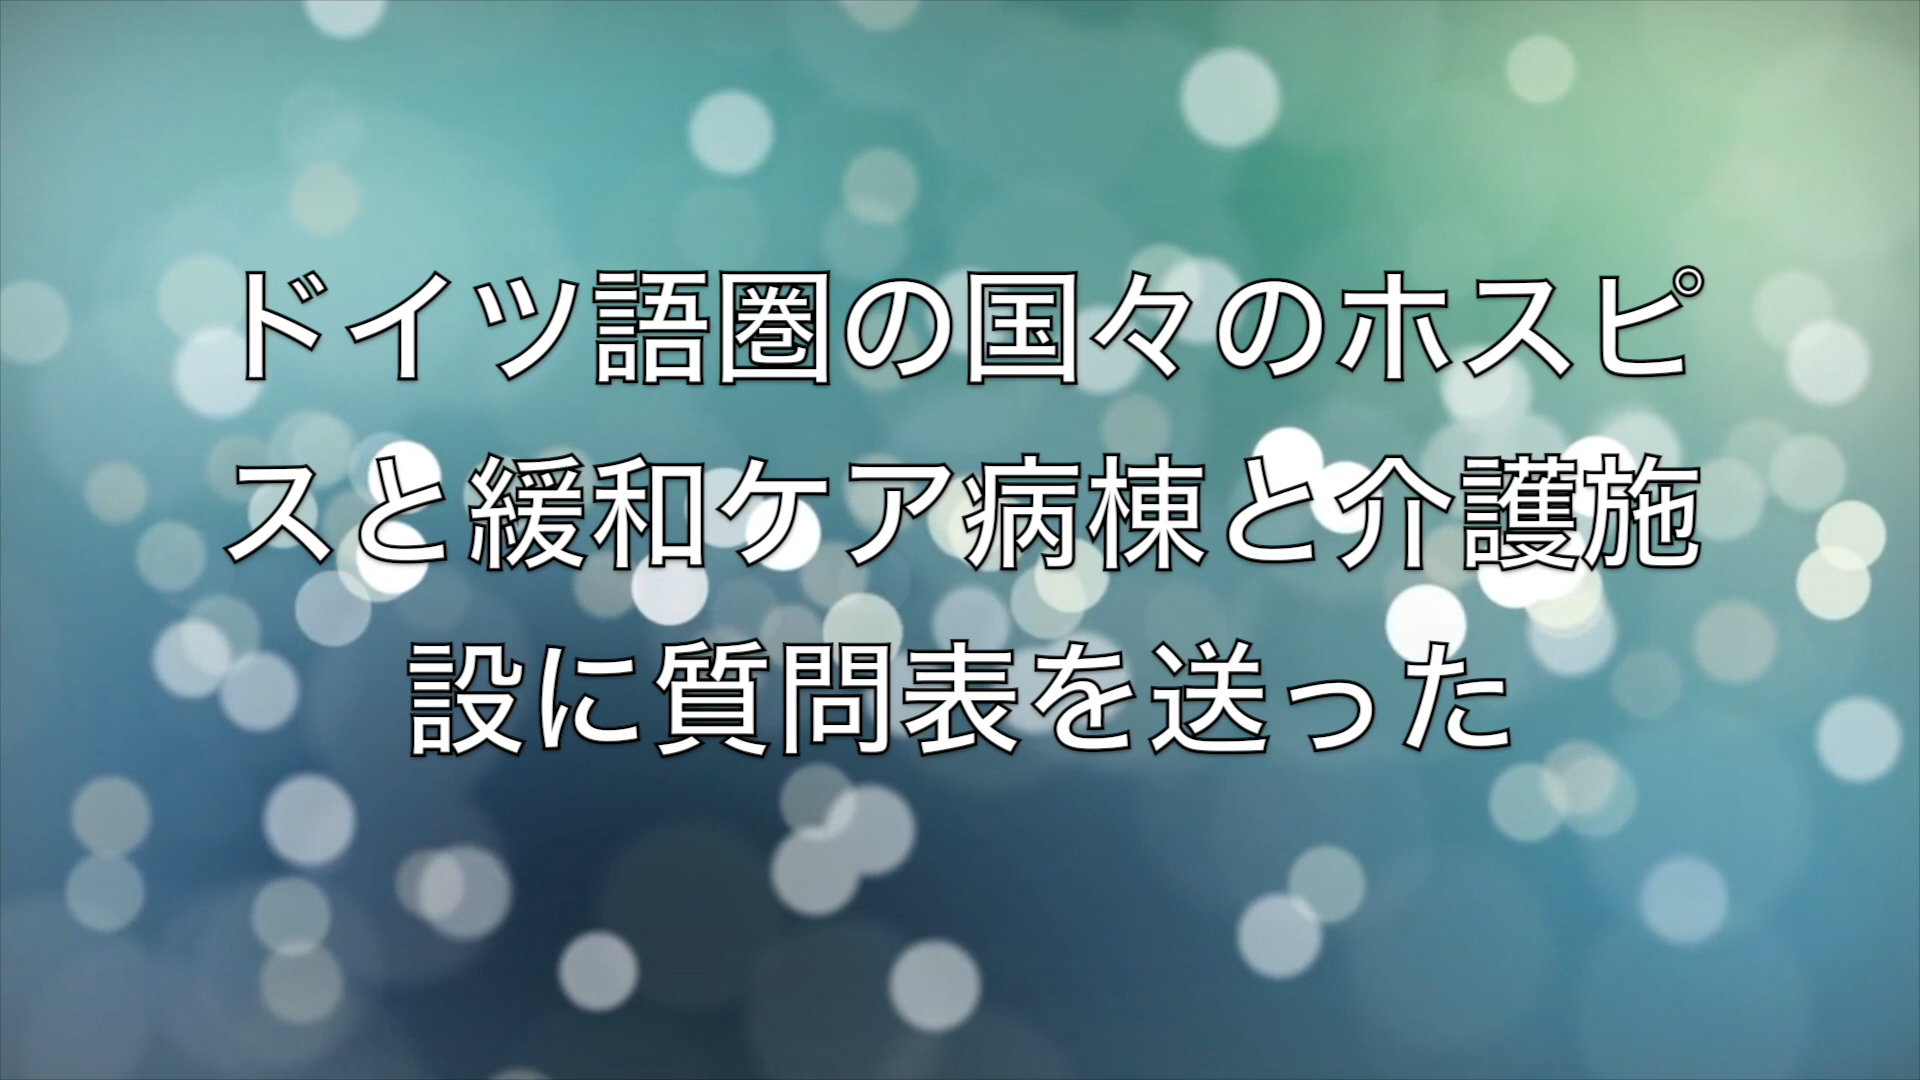 ドイツ語圏の国々のホスピ
スと緩和ケア病棟と介護施
設に質問表を送った